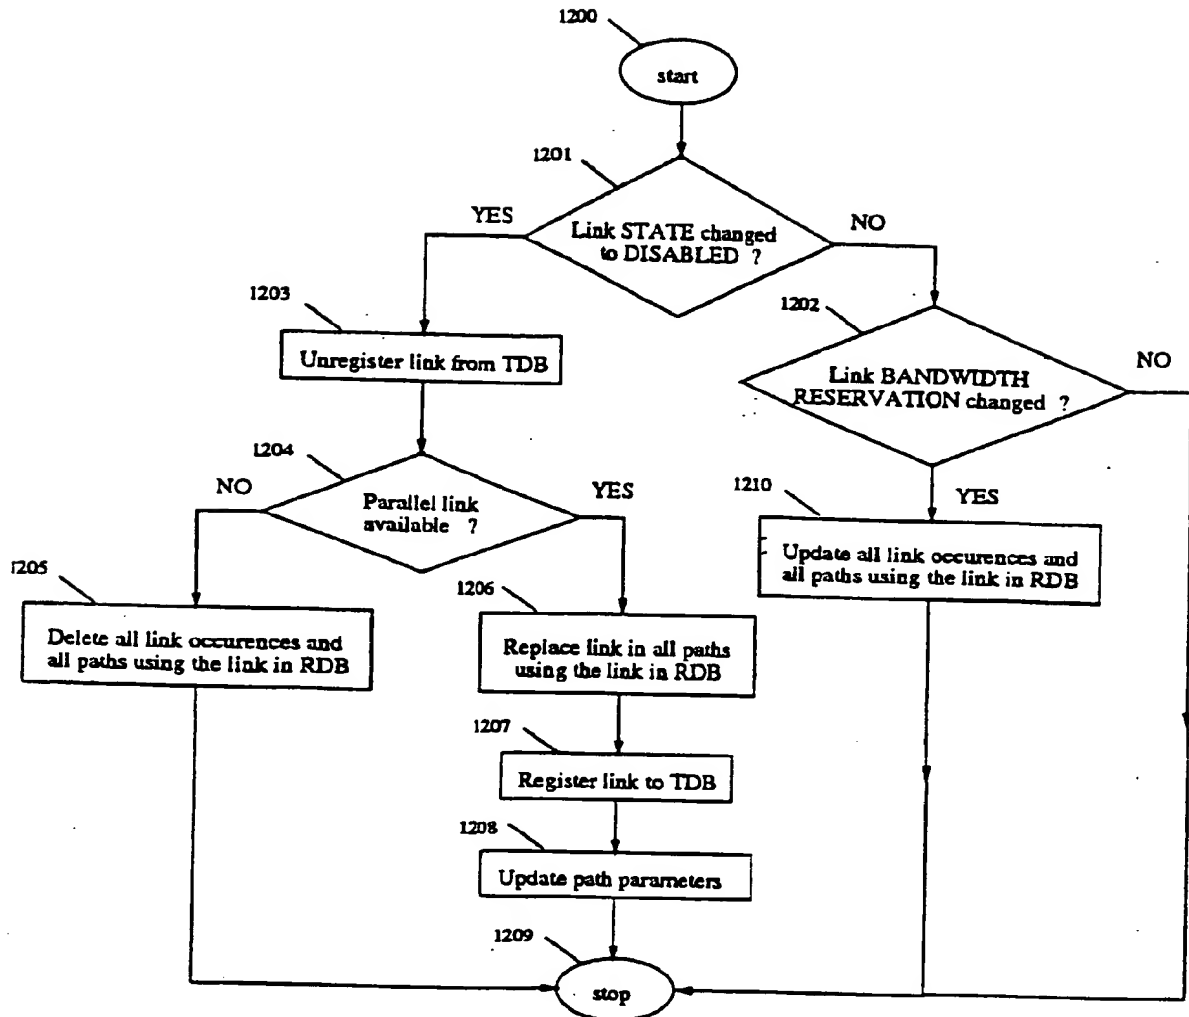 1200
start
1201
YES
NO
Link STATE changed
to DISABLED ?
1203
1202
Unregister link from TDB
NO
Link BANDWIDTH
RESERVATION changed ?
1204
NO
YES
Parallel link
available ?
1210
YES
Update all link occurences and
all paths using the link in RDB
1205
1206
Delete all link occurences and
all paths using the link in RDB
Replace link in all paths
using the link in RDB
1207
Register link to TDB
1208
Update path parameters
1209
stop